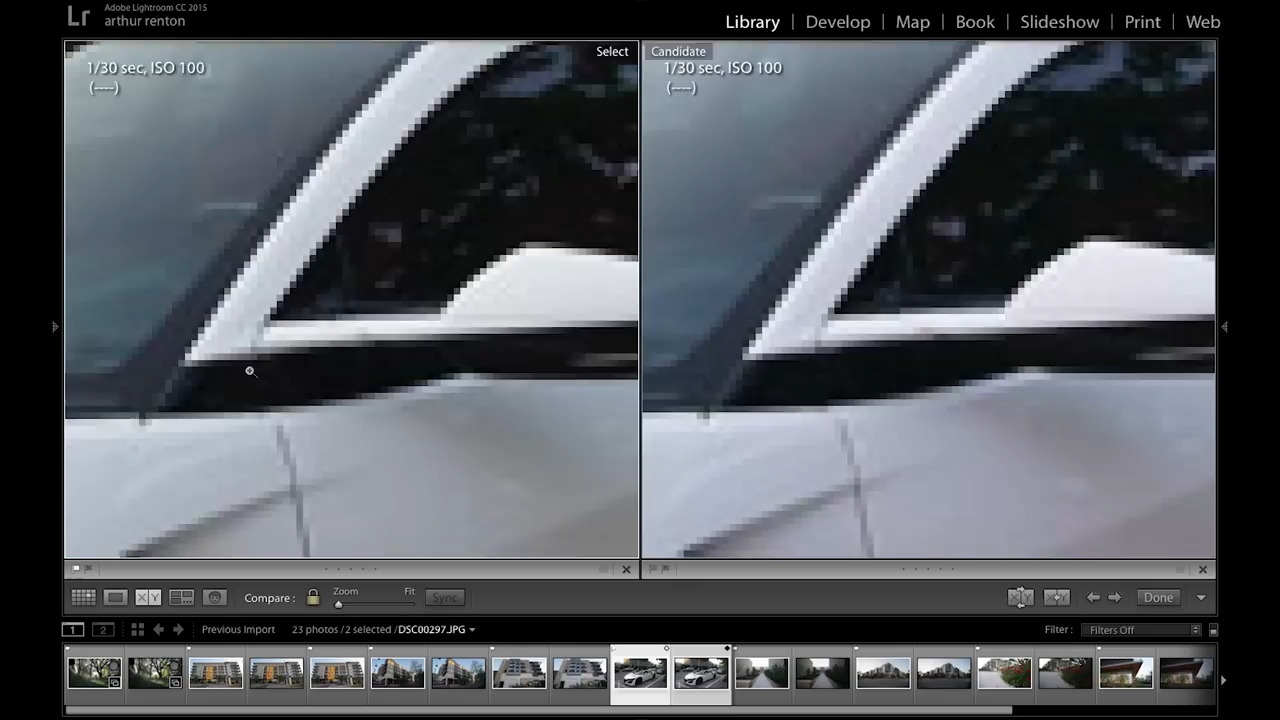 Lr
Adobe Lightroom CC 2015
arthur renton
Library | Develop | Map | Book | Slideshow | Print | Web
Select
1/30 sec, ISO 100
(----)
Candidate
1/30 sec, ISO 100
(----)
XY
Compare :
Zoom
Fit
Sync
Done
1
2
Previous Import
23 photos /2 selected /DSC00297.JPG
Filter :
Filters Off